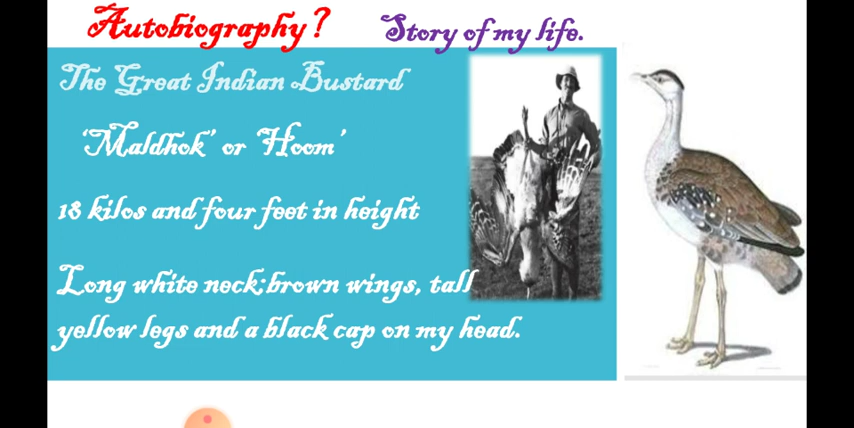 Autobiography? Story of my life.
The Great Indian Bustard
'Maldhok' or 'Hoom'
18 kilos and four feet in height
Long white neck:brown wings, tall
yellow legs and a black cap on my head.